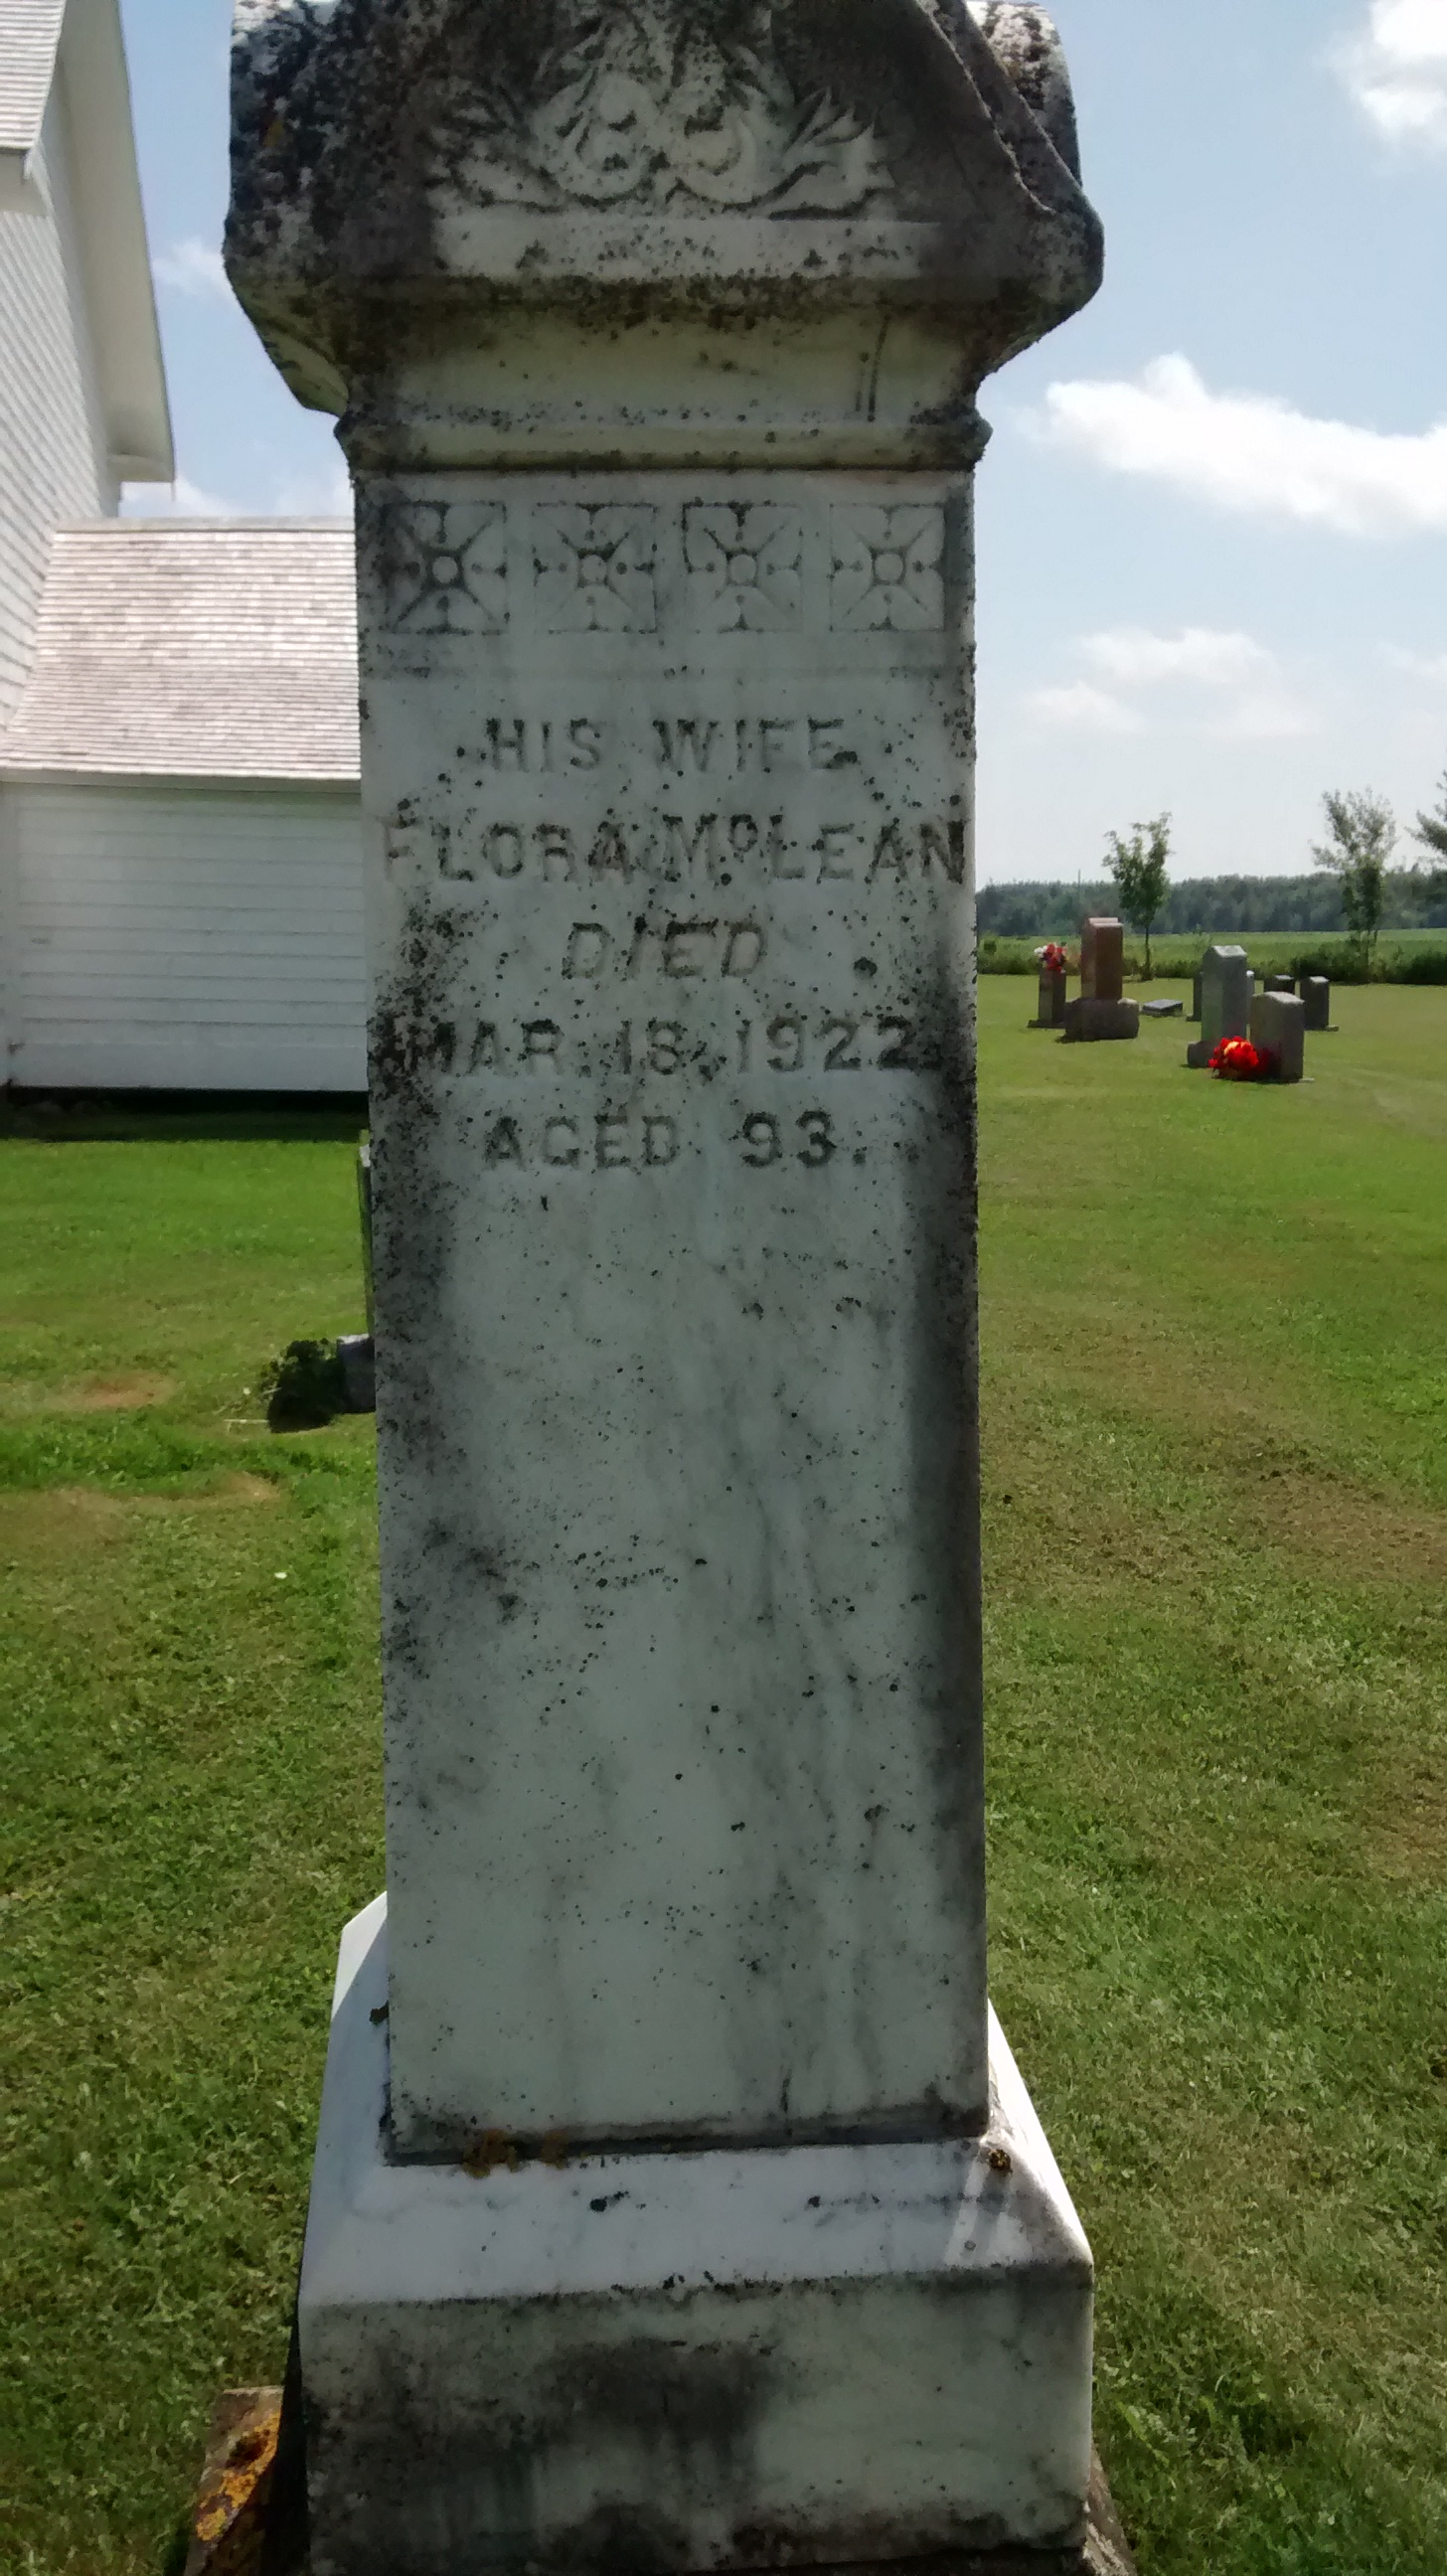 HIS WIFE
FLORA McLEAN
DIED
MAR. 18, 1922
AGED 93.